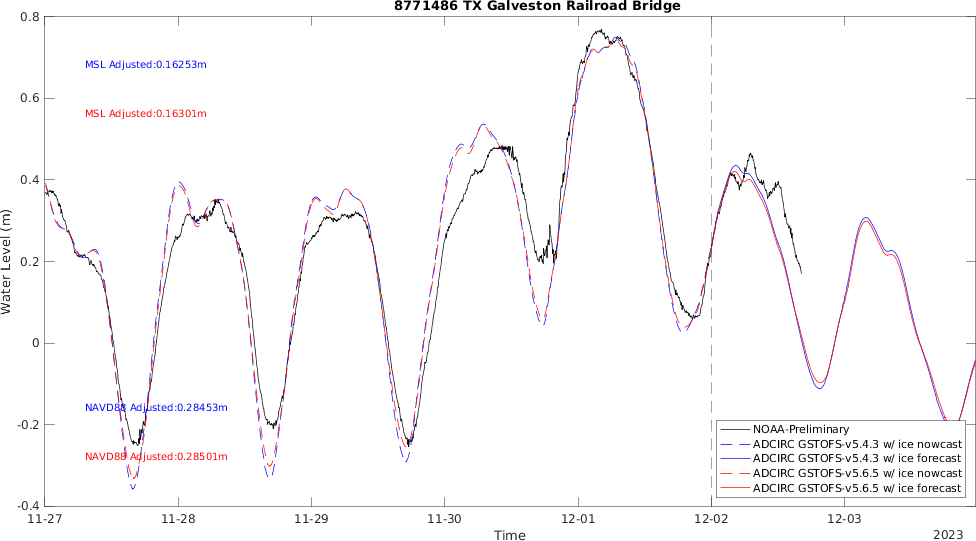 8771486 TX Galveston Railroad Bridge
0.8
0.6
0.4
0.2
0
-0.2
-0.4
Water Level (m)
MSL Adjusted:0.16253m
MSL Adjusted:0.16301m
NAVD88 Adjusted:0.28453m
NAVD88 Adjusted:0.28501m
NOAA-Preliminary
ADCIRC GSTOFS-v5.4.3 w/ ice nowcast
ADCIRC GSTOFS-v5.4.3 w/ ice forecast
ADCIRC GSTOFS-v5.6.5 w/ ice nowcast
ADCIRC GSTOFS-v5.6.5 w/ ice forecast
11-27 11-28 11-29 11-30 12-01 12-02 12-03
Time
2023